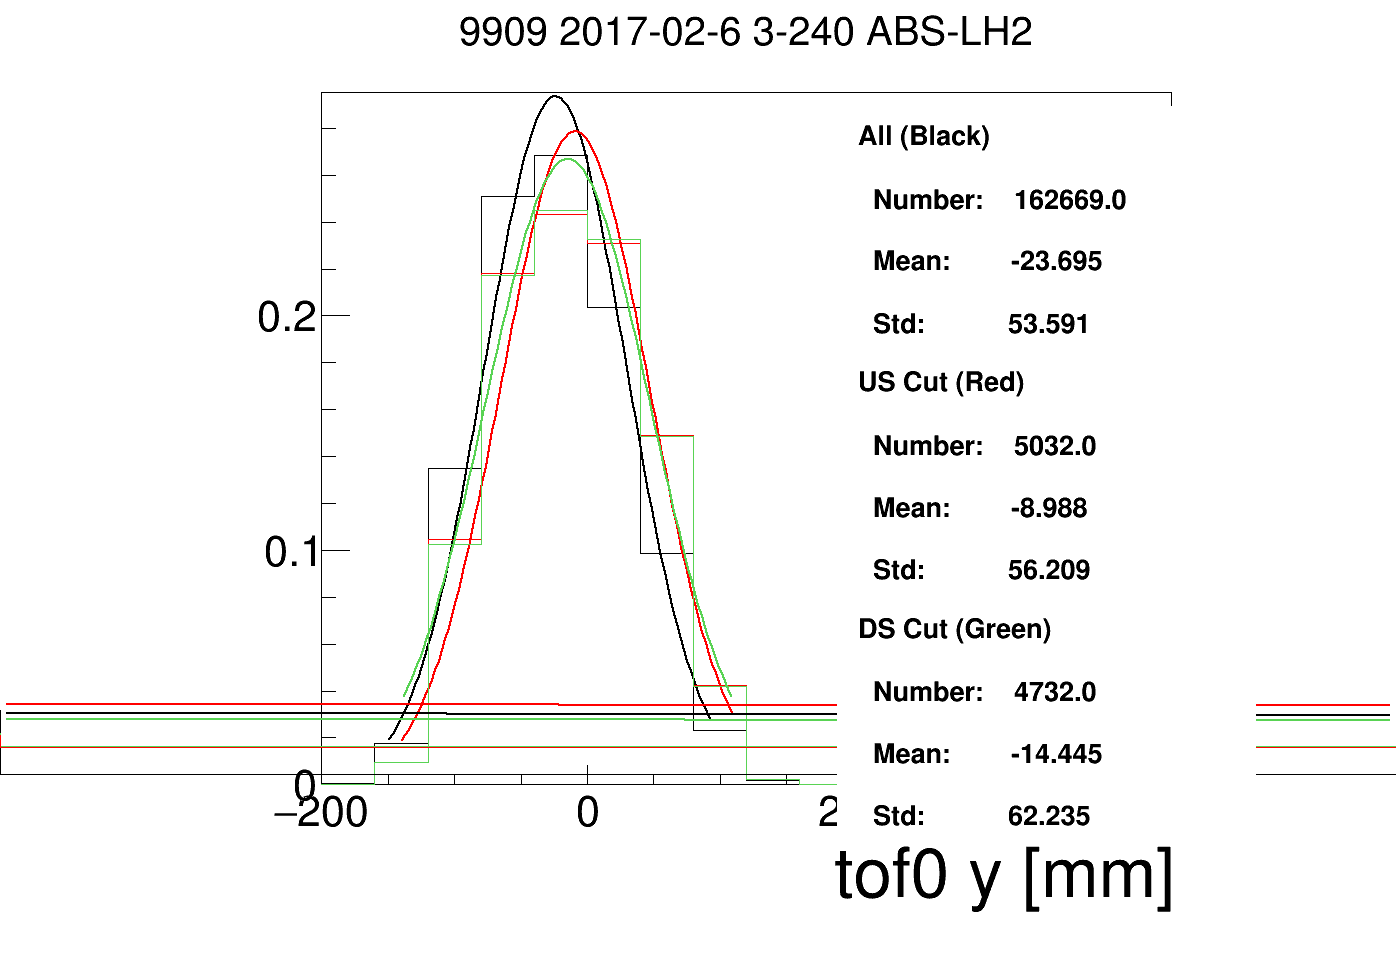 9909 2017-02-6 3-240 ABS-LH2
All (Black)
Number: 162669.0
Mean: -23.695
Std: 53.591
US Cut (Red)
Number: 5032.0
Mean: -8.988
Std: 56.209
DS Cut (Green)
Number: 4732.0
Mean: -14.445
Std: 62.235
0.2
0.1
0
−200 0 2
tof0 y [mm]